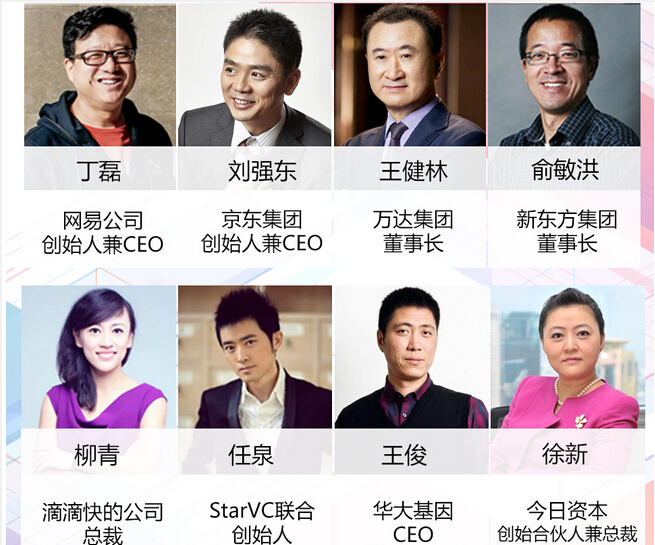 丁磊
刘强东
王健林
俞敏洪
网易公司
创始人兼CEO
京东集团
创始人兼CEO
万达集团
董事长
新东方集团
董事长
柳青
任泉
王俊
徐新
滴滴快的公司
总裁
StarVC联合
创始人
华大基因
CEO
今日资本
创始合伙人兼总裁